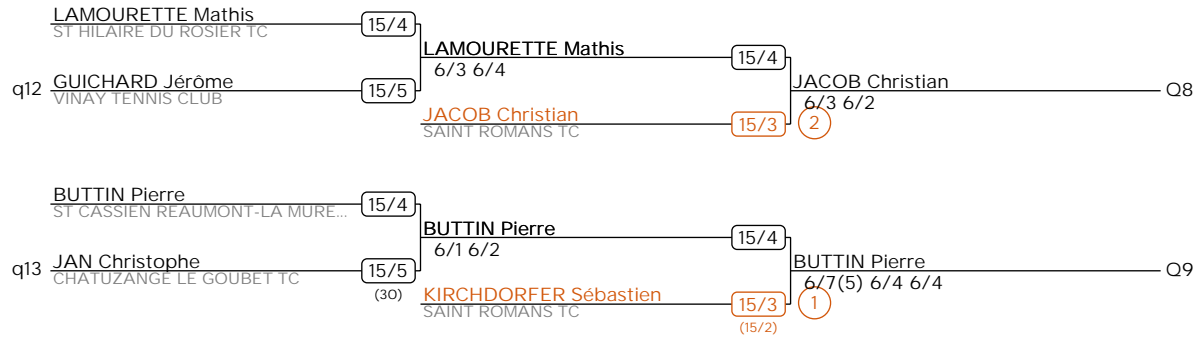 LAMOURETTE Mathis
ST HILAIRE DU ROSIER TC
15/4
LAMOURETTE Mathis
6/3 6/4
15/4
q12 GUICHARD Jérôme
VINAY TENNIS CLUB
15/5
JACOB Christian
6/3 6/2
Q8
JACOB Christian
SAINT ROMANS TC
15/3
2
BUTTIN Pierre
ST CASSIEN REAUMONT-LA MURE...
15/4
BUTTIN Pierre
6/1 6/2
15/4
q13 JAN Christophe
CHATUZANGE LE GOUBET TC
15/5
(30)
BUTTIN Pierre
6/7(5) 6/4 6/4
Q9
KIRCHDORFER Sébastien
SAINT ROMANS TC
15/3
(15/2)
1